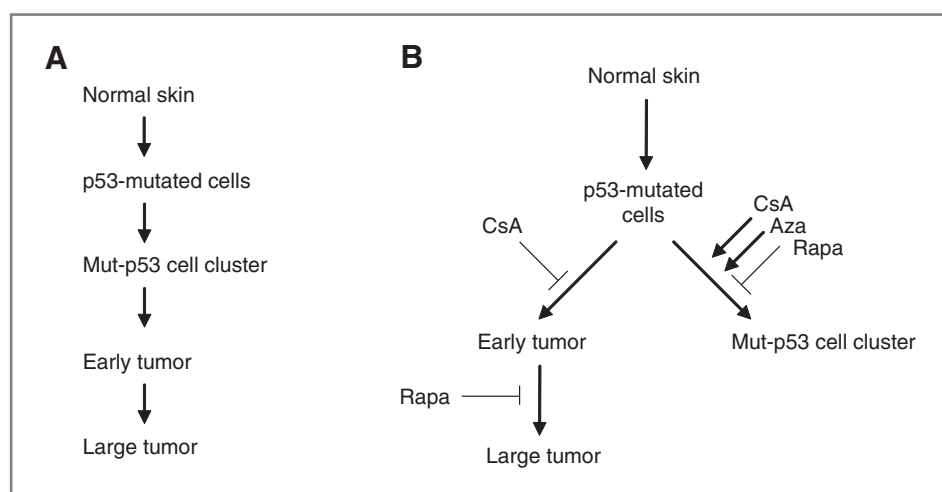 A
Normal skin
p53-mutated cells
Mut-p53 cell cluster
Early tumor
Large tumor
B
Normal skin
p53-mutated
cells
CsA
CsA
Aza
Rapa
Early tumor
Mut-p53 cell cluster
Rapa
Large tumor